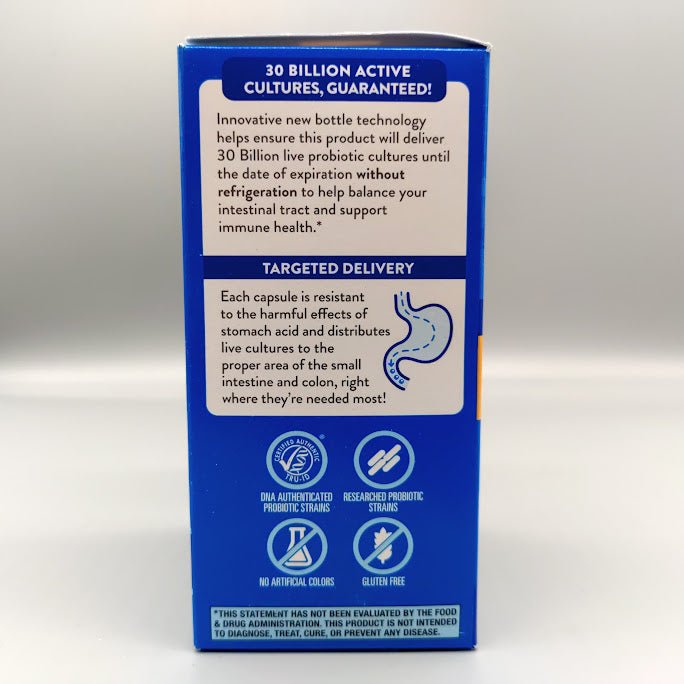 30 BILLION ACTIVE
CULTURES, GUARANTEED!
Innovative new bottle technology
helps ensure this product will deliver
30 Billion live probiotic cultures until
the date of expiration without
refrigeration to help balance your
intestinal tract and support
immune health.*
TARGETED DELIVERY
Each capsule is resistant
to the harmful effects of
stomach acid and distributes
live cultures to the
proper area of the small
intestine and colon, right
where they're needed most!
CERTIFIED AUTHENTIC
TRU-ID
®
DNA AUTHENTICATED
PROBIOTIC STRAINS
RESEARCHED PROBIOTIC
STRAINS
NO ARTIFICIAL COLORS
GLUTEN FREE
*THIS STATEMENT HAS NOT BEEN EVALUATED BY THE FOOD
& DRUG ADMINISTRATION. THIS PRODUCT IS NOT INTENDED
TO DIAGNOSE, TREAT, CURE, OR PREVENT ANY DISEASE.